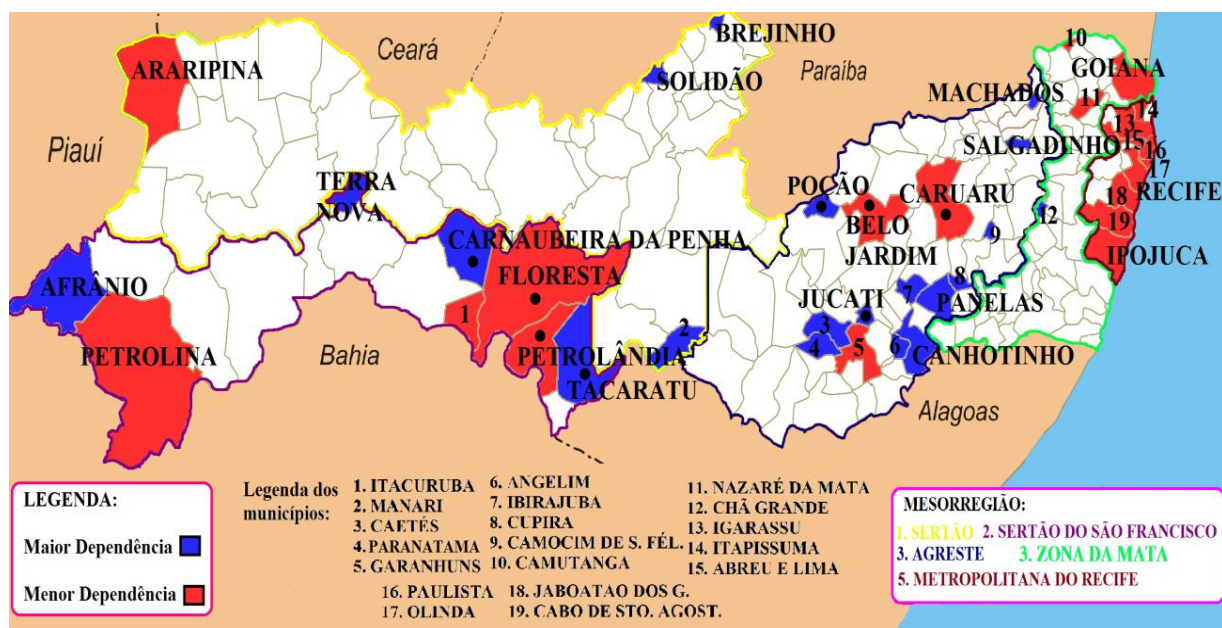 Ceará
BREJINHO
SOLIDÃO
Paraíba
ARARIPINA
Piauí
10
GOIANA
MACHADOS
11
14
13
15
SALGADINHO
16
17
TERRA
NOVA
POÇÃO
CARUARU
RECIFE
18
BELO
JARDIM
12
19
9
CARNAUBEIRA DA PENHA
FLORESTA
IPOJUCA
AFRÂNIO
8
7
PANELAS
JUCATI
1
2
3
4
5
6
CANHOTINHO
PETROLINA
Bahia
PETROLÂNDIA
TACARATU
Alagoas
LEGENDA:
Maior Dependência
Menor Dependência
Legenda dos
municípios:
1. ITACURUBA
2. MANARI
3. CAETÉS
4. PARANATAMA
5. GARANHUNS
6. ANGELIM
7. IBIRAJUBA
8. CUPIRA
9. CAMOCIM DE S. FÉL.
10. CAMUTANGA
11. NAZARÉ DA MATA
12. CHÃ GRANDE
13. IGARASSU
14. ITAPISSUMA
15. ABREU E LIMA
16. PAULISTA
17. OLINDA
18. JABOATAO DOS G.
19. CABO DE STO. AGOST.
MESORREGIÃO:
1. SERTÃO 2. SERTÃO DO SÃO FRANCISCO
3. AGRESTE 3. ZONA DA MATA
5. METROPOLITANA DO RECIFE